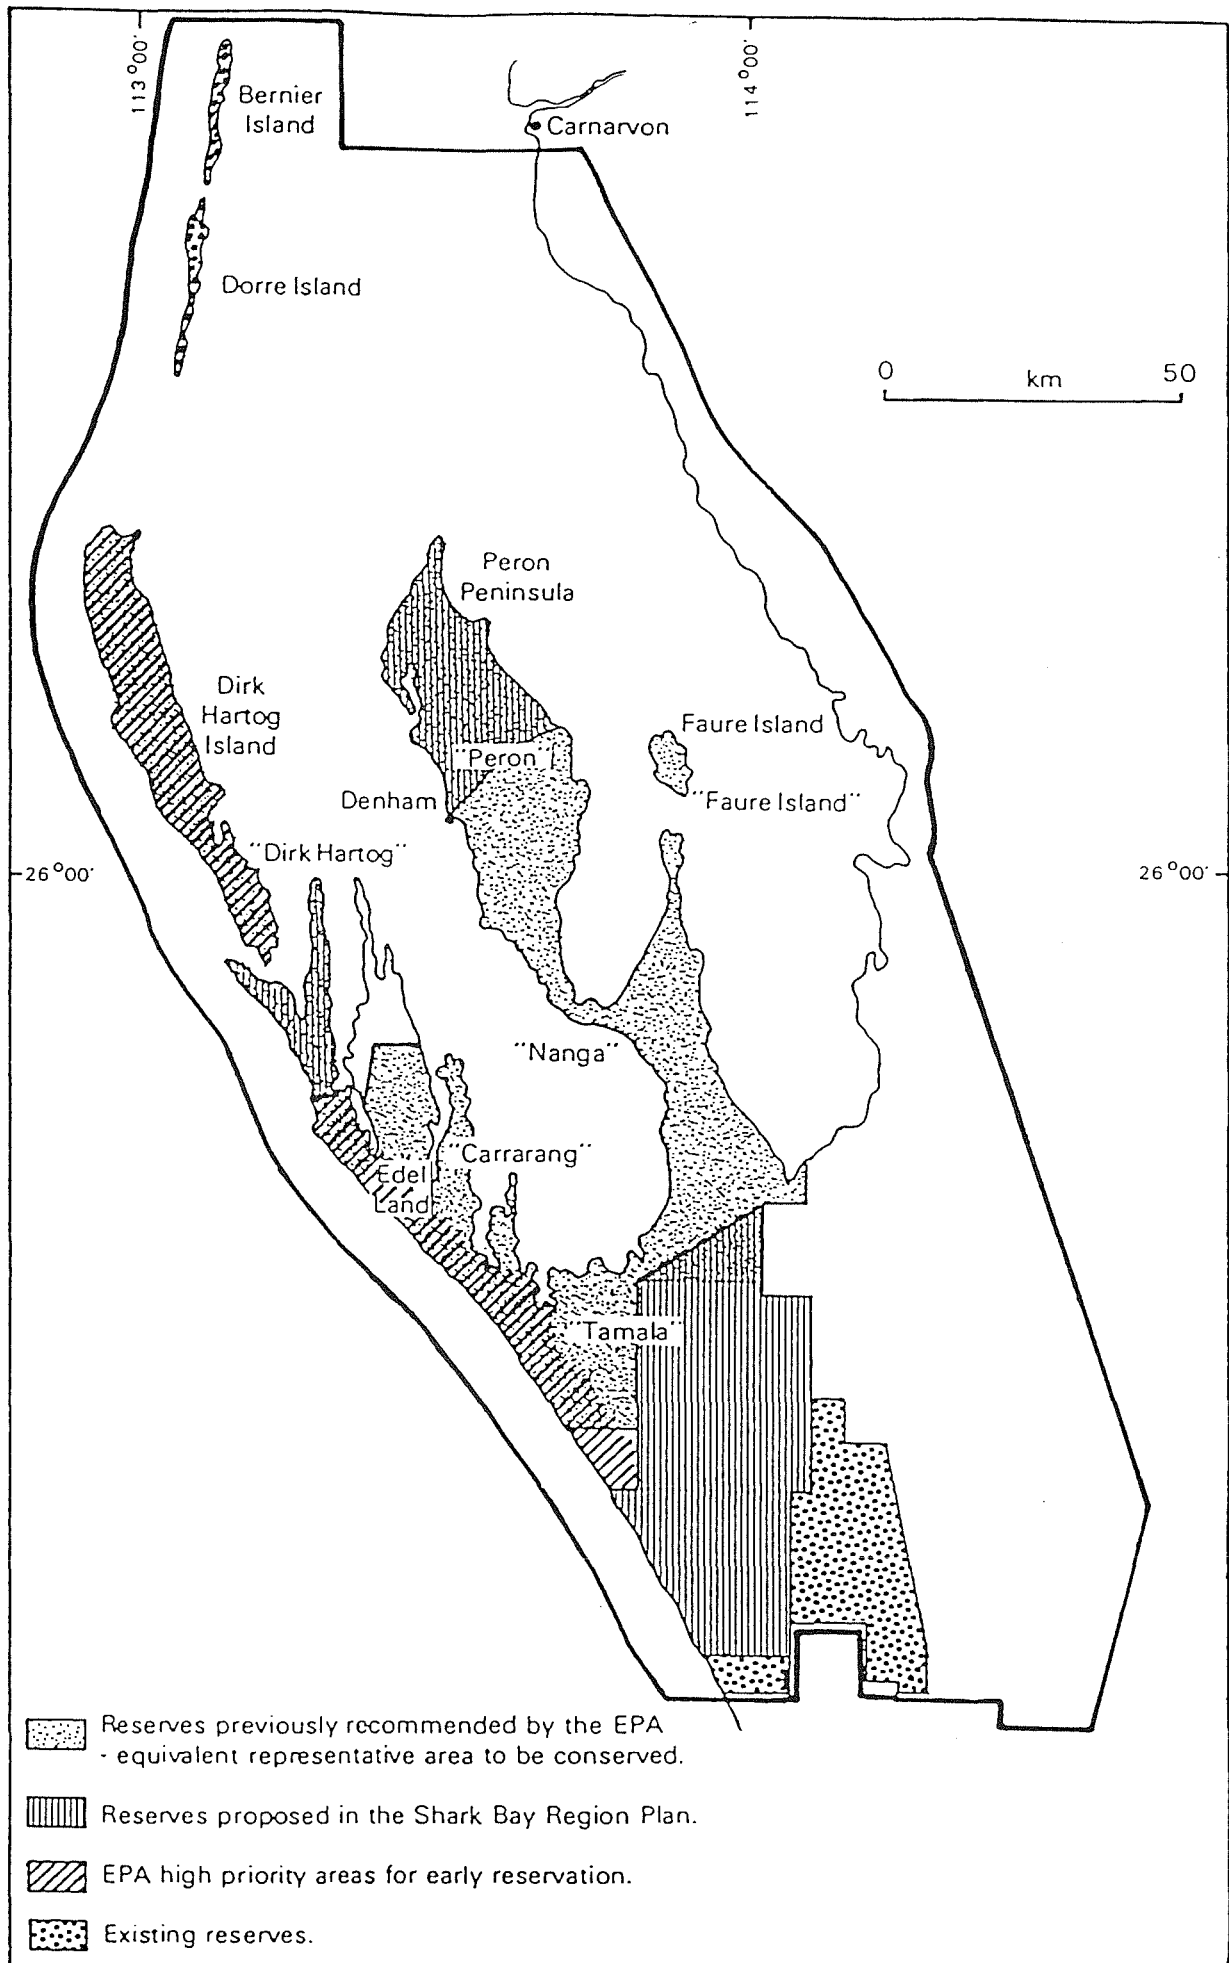 113°00'
114°00'
Bernier
Island
Carnarvon
Dorre Island
0 km 50
Peron
Peninsula
Dirk
Hartog
Island
Faure Island
"Peron"
"Faure Island"
Denham
"Dirk Hartog"
26°00'
26°00'
"Nanga"
"Carrarang"
Edel
Land
"Tamala"
Reserves previously recommended by the EPA
- equivalent representative area to be conserved.
Reserves proposed in the Shark Bay Region Plan.
EPA high priority areas for early reservation.
Existing reserves.